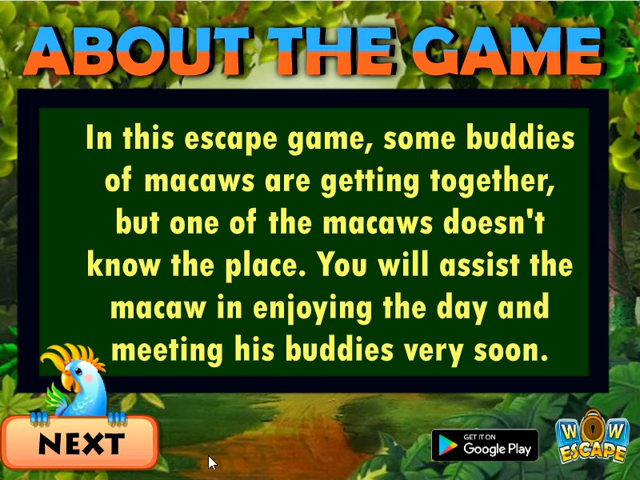 ABOUT THE GAME
In this escape game, some buddies
of macaws are getting together,
but one of the macaws doesn't
know the place. You will assist the
macaw in enjoying the day and
meeting his buddies very soon.
NEXT
GET IT ON
Google Play
WOW
ESCAPE